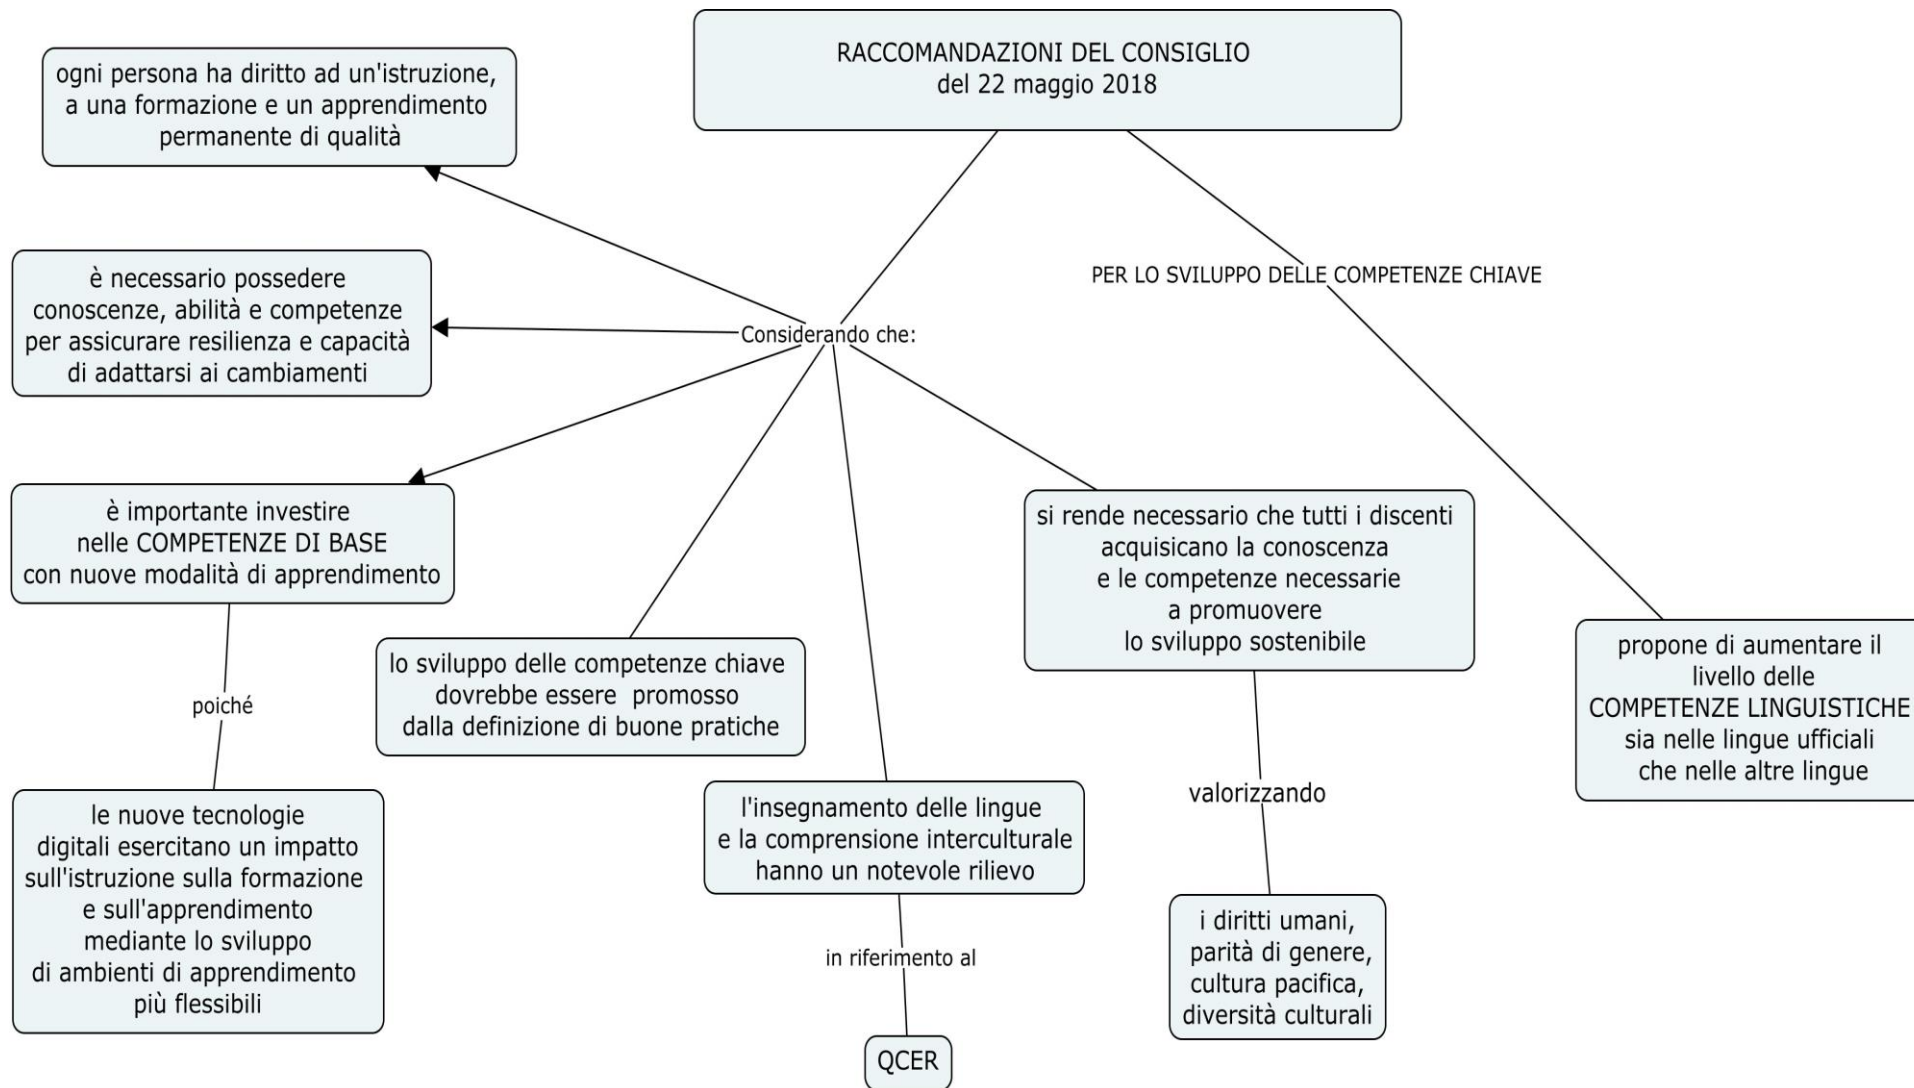 RACCOMANDAZIONI DEL CONSIGLIO
del 22 maggio 2018
ogni persona ha diritto ad un'istruzione,
a una formazione e un apprendimento
permanente di qualità
è necessario possedere
conoscenze, abilità e competenze
per assicurare resilienza e capacità
di adattarsi ai cambiamenti
PER LO SVILUPPO DELLE COMPETENZE CHIAVE
Considerando che:
è importante investire
nelle COMPETENZE DI BASE
con nuove modalità di apprendimento
si rende necessario che tutti i discenti
acquisicano la conoscenza
e le competenze necessarie
a promuovere
lo sviluppo sostenibile
lo sviluppo delle competenze chiave
dovrebbe essere promosso
dalla definizione di buone pratiche
propone di aumentare il
livello delle
COMPETENZE LINGUISTICHE
sia nelle lingue ufficiali
che nelle altre lingue
poiché
le nuove tecnologie
digitali esercitano un impatto
sull'istruzione sulla formazione
e sull'apprendimento
mediante lo sviluppo
di ambienti di apprendimento
più flessibili
l'insegnamento delle lingue
e la comprensione interculturale
hanno un notevole rilievo
valorizzando
i diritti umani,
parità di genere,
cultura pacifica,
diversità culturali
in riferimento al
QCER